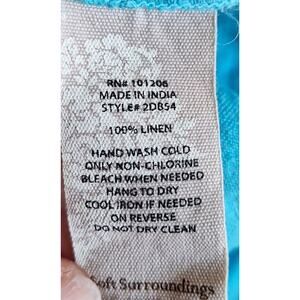 RN# 101206
MADE IN INDIA
STYLE# 2DB54
100% LINEN
HAND WASH COLD
ONLY NON-CHLORINE
BLEACH WHEN NEEDED
HANG TO DRY
COOL IRON IF NEEDED
ON REVERSE
DO NOT DRY CLEAN
Soft Surroundings